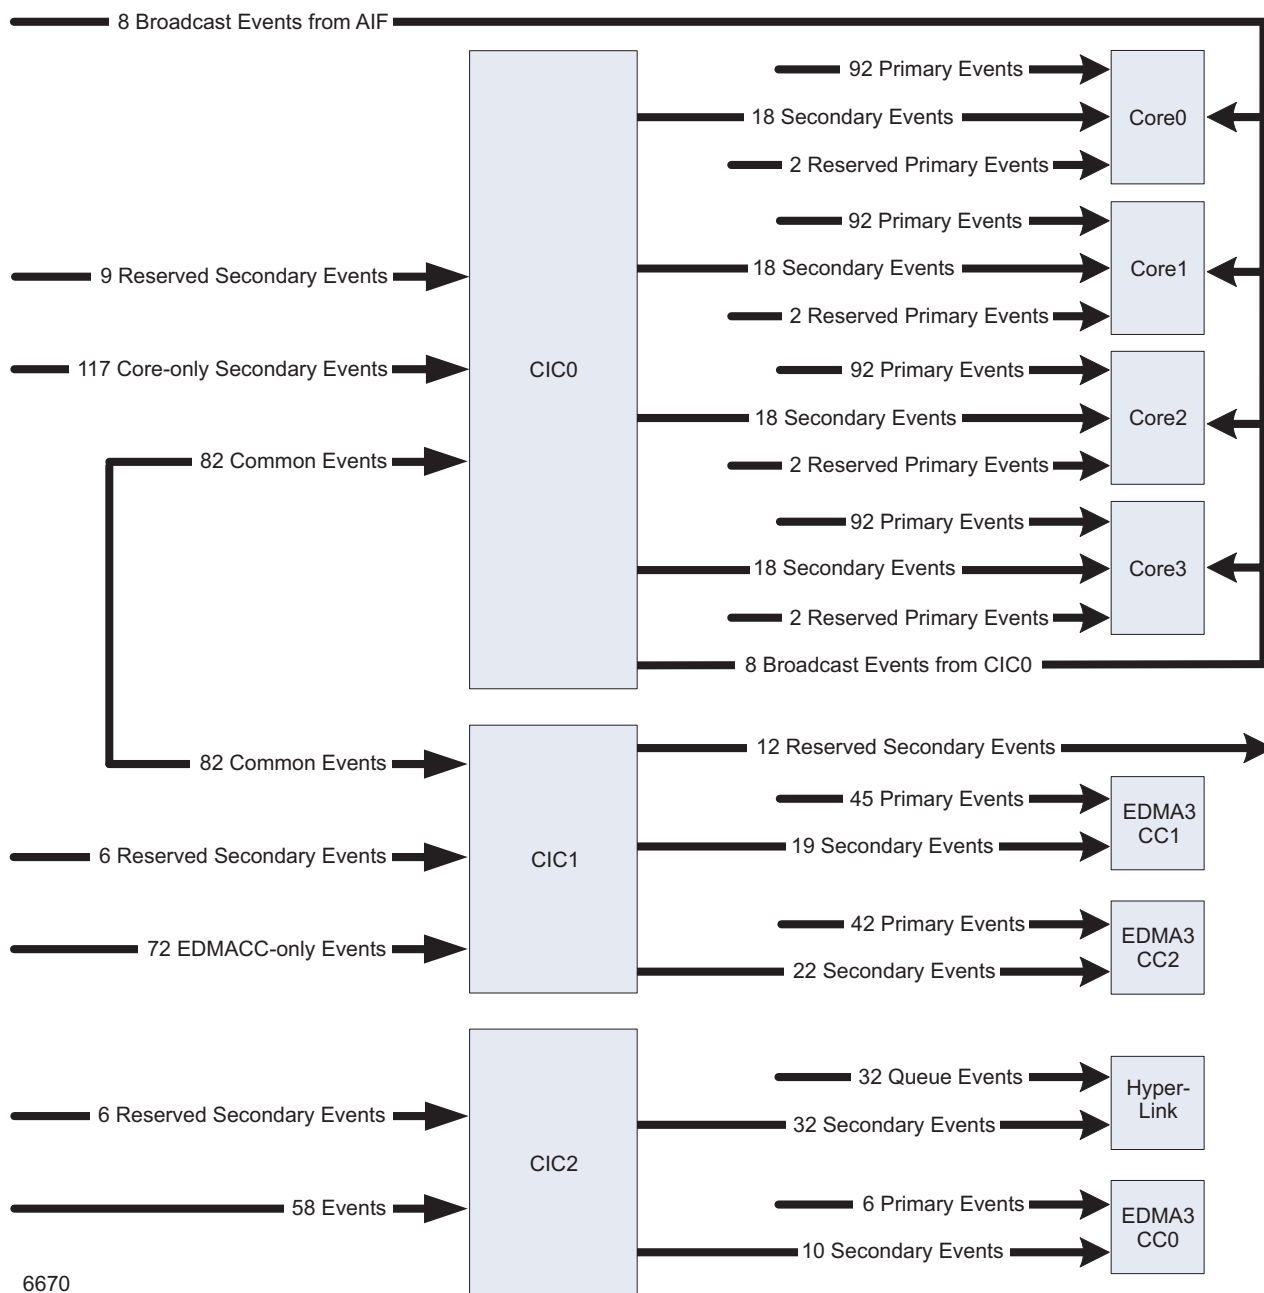 8 Broadcast Events from AIF
92 Primary Events
18 Secondary Events
Core0
2 Reserved Primary Events
92 Primary Events
9 Reserved Secondary Events
18 Secondary Events
Core1
2 Reserved Primary Events
117 Core-only Secondary Events
CIC0
92 Primary Events
18 Secondary Events
Core2
82 Common Events
2 Reserved Primary Events
92 Primary Events
18 Secondary Events
Core3
2 Reserved Primary Events
8 Broadcast Events from CIC0
12 Reserved Secondary Events
82 Common Events
45 Primary Events
EDMA3
CC1
19 Secondary Events
6 Reserved Secondary Events
CIC1
42 Primary Events
EDMA3
CC2
72 EDMACC-only Events
22 Secondary Events
32 Queue Events
Hyper-
Link
6 Reserved Secondary Events
32 Secondary Events
CIC2
58 Events
6 Primary Events
EDMA3
CC0
10 Secondary Events
6670